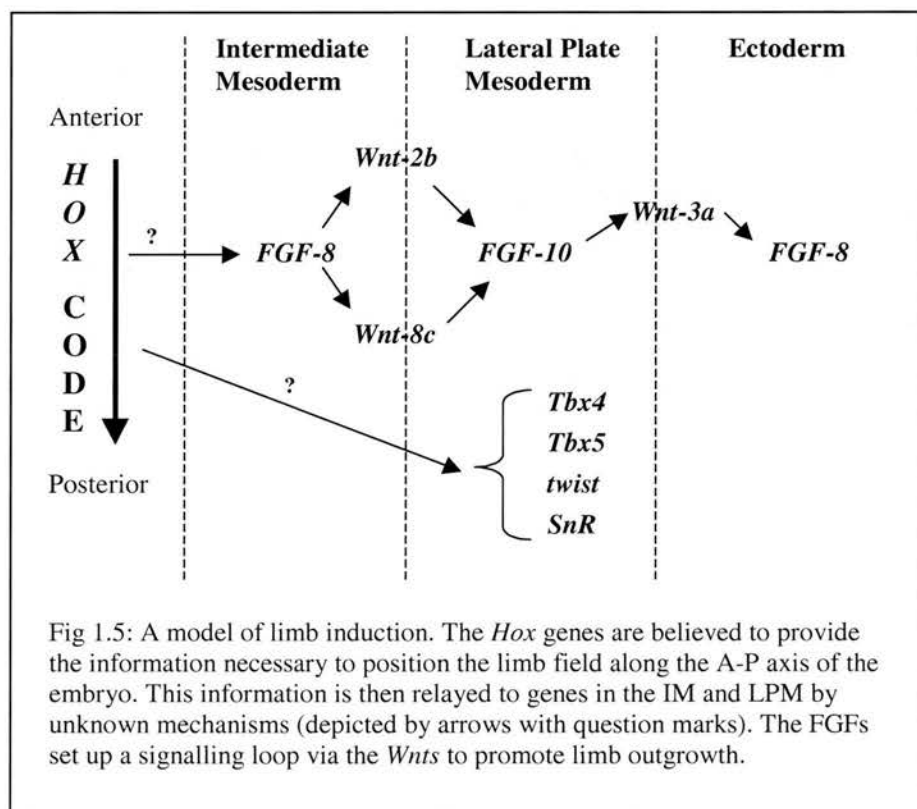 Intermediate Mesoderm
Lateral Plate Mesoderm
Ectoderm
Anterior
HOX CODE
Posterior
?
FGF-8
Wnt-2b
Wnt-8c
FGF-10
Wnt-3a
FGF-8
?
Tbx4
Tbx5
twist
SnR
Fig 1.5: A model of limb induction. The Hox genes are believed to provide
the information necessary to position the limb field along the A-P axis of the
embryo. This information is then relayed to genes in the IM and LPM by
unknown mechanisms (depicted by arrows with question marks). The FGFs
set up a signalling loop via the Wnts to promote limb outgrowth.